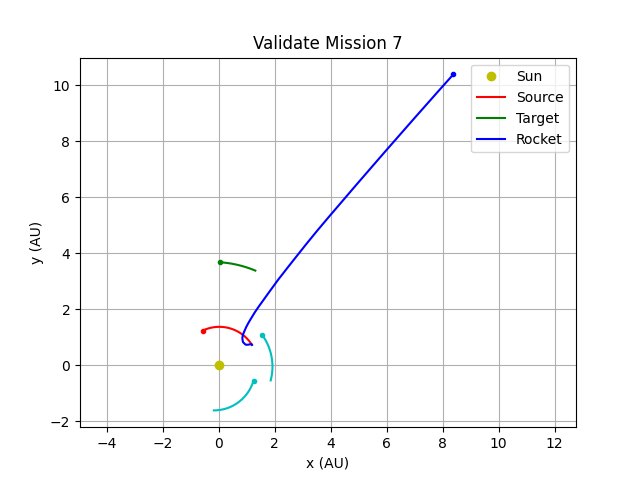 Validate Mission 7
Sun
Source
Target
Rocket
10
8
6
4
2
0
−2
y (AU)
−4 −2 0 2 4 6 8 10 12
x (AU)